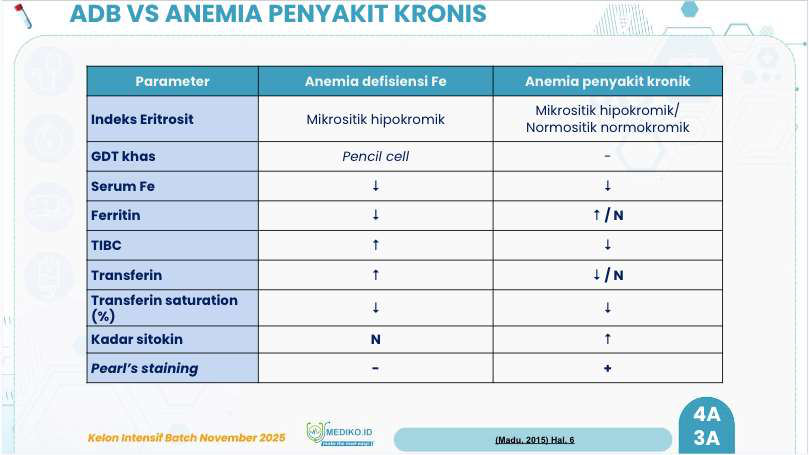 ADB VS ANEMIA PENYAKIT KRONIS
Parameter Anemia defisiensi Fe Anemia penyakit kronik
Indeks Eritrosit Mikrositik hipokromik Mikrositik hipokromik/
Normositik normokromik
GDT khas Pencil cell -
Serum Fe ↓ ↓
Ferritin ↓ ↑ / N
TIBC ↑ ↓
Transferin ↑ ↓ / N
Transferin saturation
(%) ↓ ↓
Kadar sitokin N ↑
Pearl's staining - +
Kelon Intensif Batch November 2025
MEDIKO.ID
(Madu, 2015) Hal. 6
4A
3A